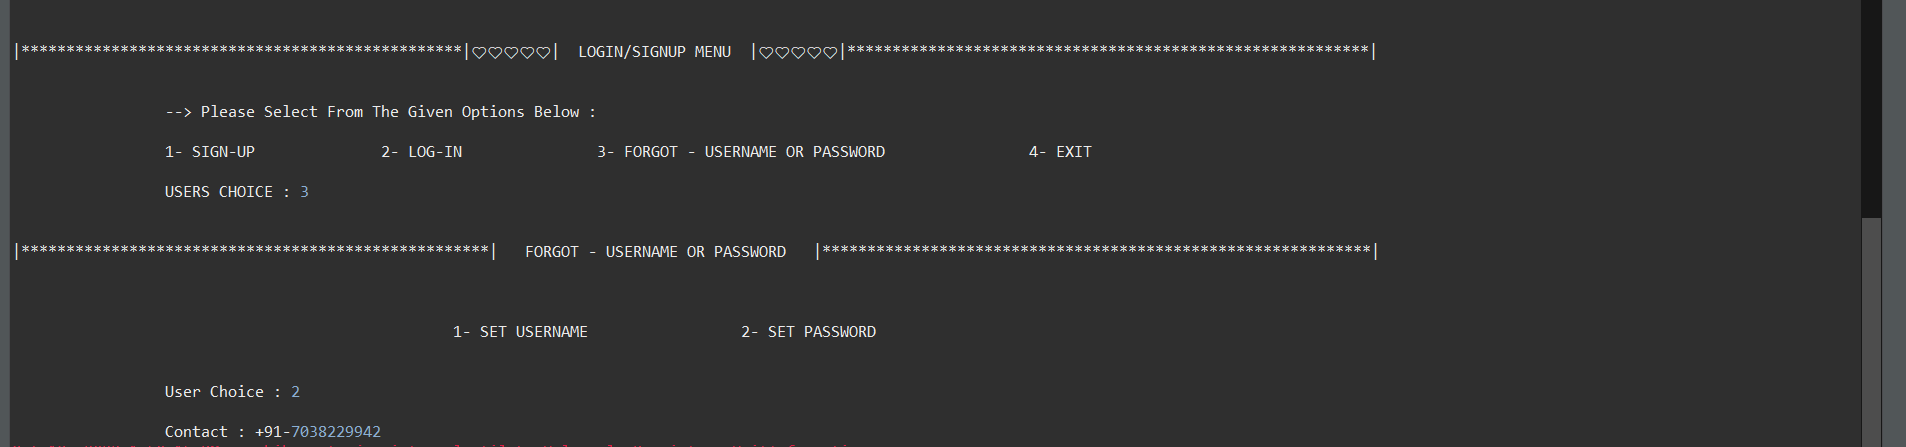 |*************************************************|♡♡♡♡♡|  LOGIN/SIGNUP MENU  |♡♡♡♡♡|**********************************************************|
--> Please Select From The Given Options Below :
1- SIGN-UP              2- LOG-IN               3- FORGOT - USERNAME OR PASSWORD                4- EXIT
USERS CHOICE : 3
|****************************************************|   FORGOT - USERNAME OR PASSWORD   |*************************************************************|
1- SET USERNAME                 2- SET PASSWORD
User Choice : 2
Contact : +91-7038229942